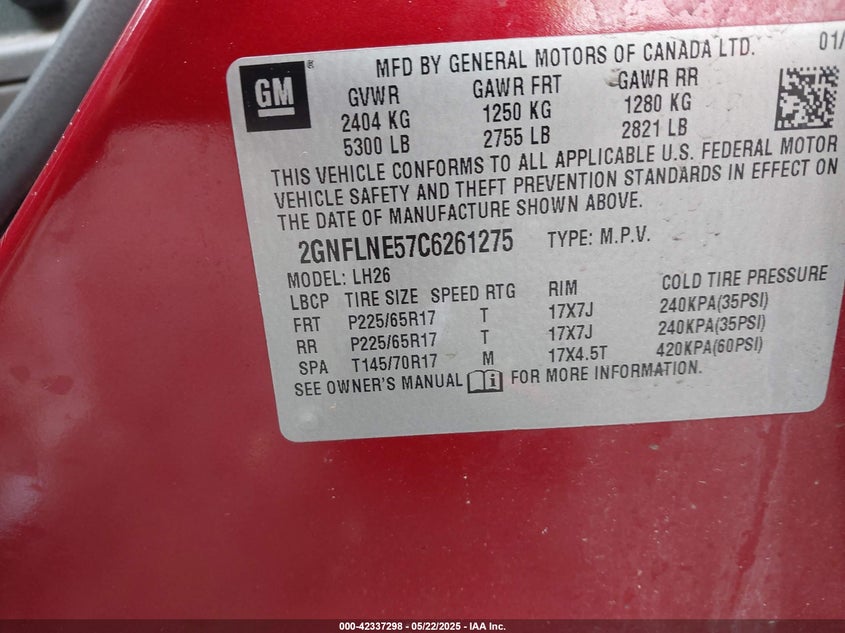 MFD BY GENERAL MOTORS OF CANADA LTD. 01/
GM®
GVWR GAWR FRT GAWR RR
2404 KG 1250 KG 1280 KG
5300 LB 2755 LB 2821 LB
THIS VEHICLE CONFORMS TO ALL APPLICABLE U.S. FEDERAL MOTOR
VEHICLE SAFETY AND THEFT PREVENTION STANDARDS IN EFFECT ON
THE DATE OF MANUFACTURE SHOWN ABOVE.
2GNFLNE57C6261275 TYPE: M.P.V.
MODEL: LH26
LBCP TIRE SIZE SPEED RTG RIM COLD TIRE PRESSURE
FRT P225/65R17 T 17X7J 240KPA(35PSI)
RR P225/65R17 T 17X7J 240KPA(35PSI)
SPA T145/70R17 M 17X4.5T 420KPA(60PSI)
SEE OWNER'S MANUAL FOR MORE INFORMATION.
000-42337298 - 05/22/2025 - IAA Inc.